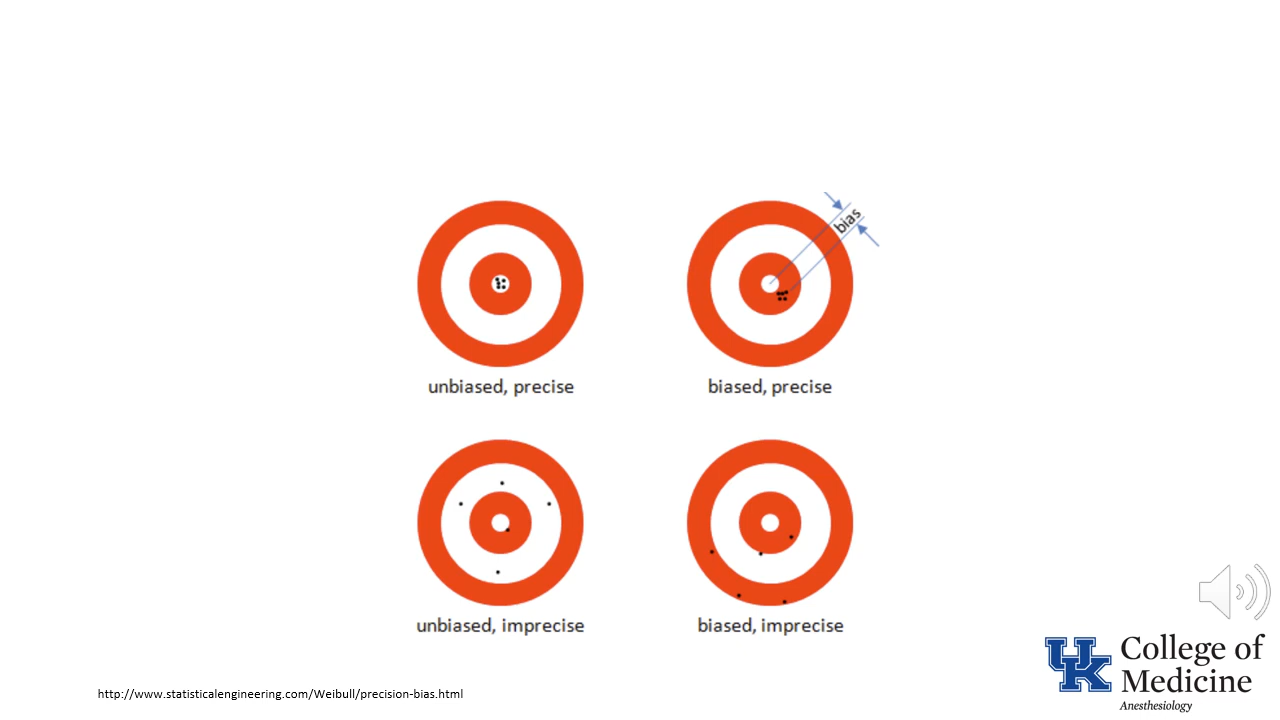 bias
unbiased, precise
biased, precise
unbiased, imprecise
biased, imprecise
http://www.statisticalengineering.com/Weibull/precision-bias.html
UK
College of
Medicine
Anesthesiology